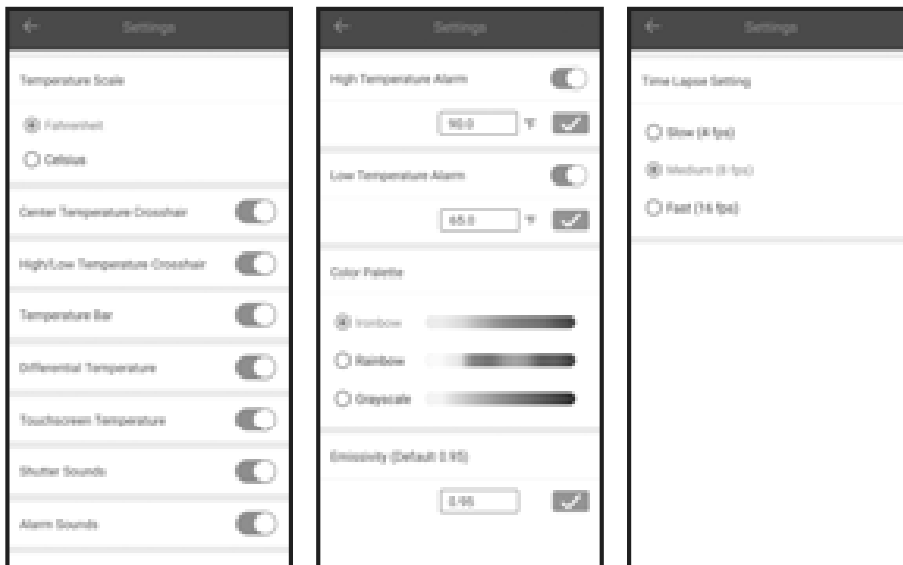 Settings
Temperature Scale
Fahrenheit
Celsius
Center Temperature Crosshair
High/Low Temperature Crosshair
Temperature Bar
Differential Temperature
Touchscreen Temperature
Shutter Sounds
Alarm Sounds
Settings
High Temperature Alarm
90.0 °F
Low Temperature Alarm
65.0 °F
Color Palette
Ironbow
Rainbow
Grayscale
Emissivity (Default 0.95)
0.95
Settings
Time Lapse Setting
Slow (4 fps)
Medium (8 fps)
Fast (16 fps)